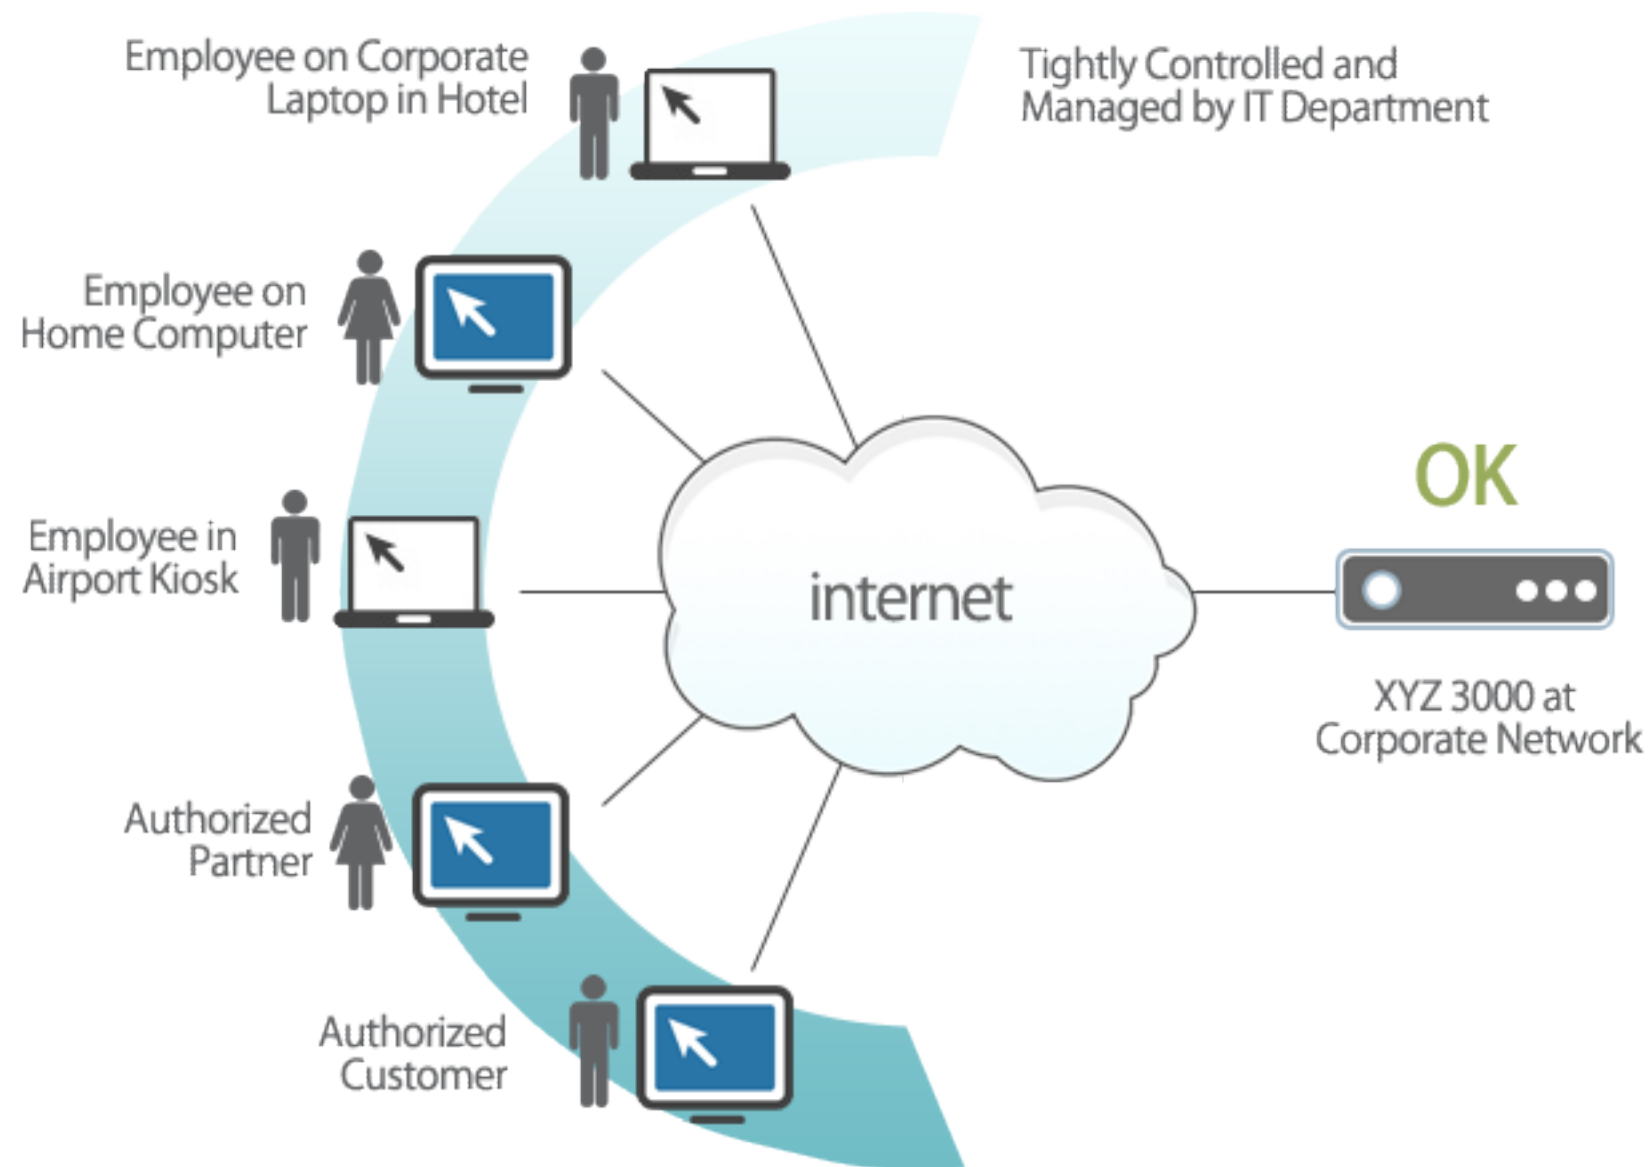 Employee on Corporate
Laptop in Hotel
Tightly Controlled and
Managed by IT Department
Employee on
Home Computer
OK
Employee in
Airport Kiosk
internet
XYZ 3000 at
Corporate Network
Authorized
Partner
Authorized
Customer